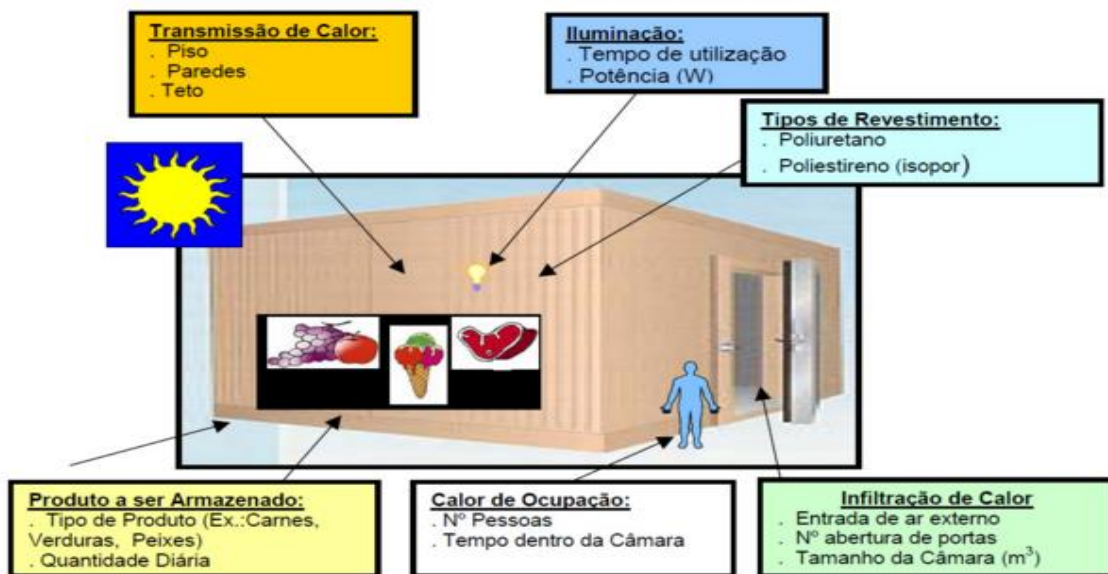 Transmissão de Calor:
. Piso
. Paredes
. Teto
Iluminação:
. Tempo de utilização
. Potência (W)
Tipos de Revestimento:
. Poliuretano
. Poliestireno (isopor)
Produto a ser Armazenado:
. Tipo de Produto (Ex.:Carnes,
Verduras, Peixes)
. Quantidade Diária
Calor de Ocupação:
. Nº Pessoas
. Tempo dentro da Câmara
Infiltração de Calor
. Entrada de ar externo
. Nº abertura de portas
. Tamanho da Câmara (m³)